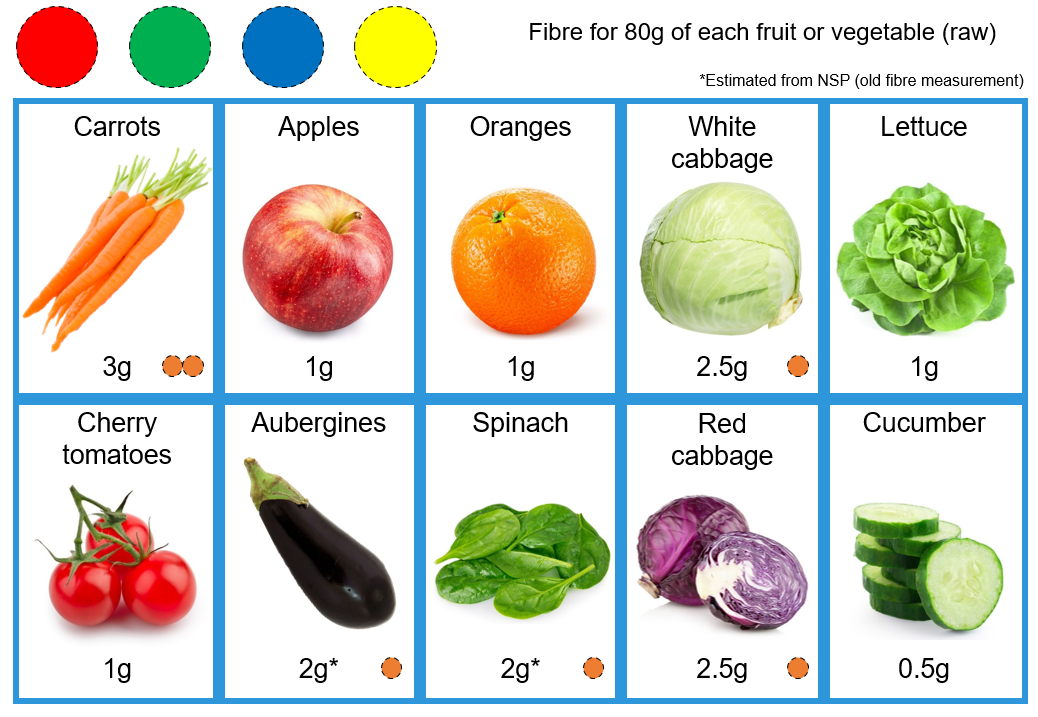 Fibre for 80g of each fruit or vegetable (raw)
*Estimated from NSP (old fibre measurement)
Carrots
3g
Apples
1g
Oranges
1g
White
cabbage
2.5g
Lettuce
1g
Cherry
tomatoes
1g
Aubergines
2g*
Spinach
2g*
Red
cabbage
2.5g
Cucumber
0.5g